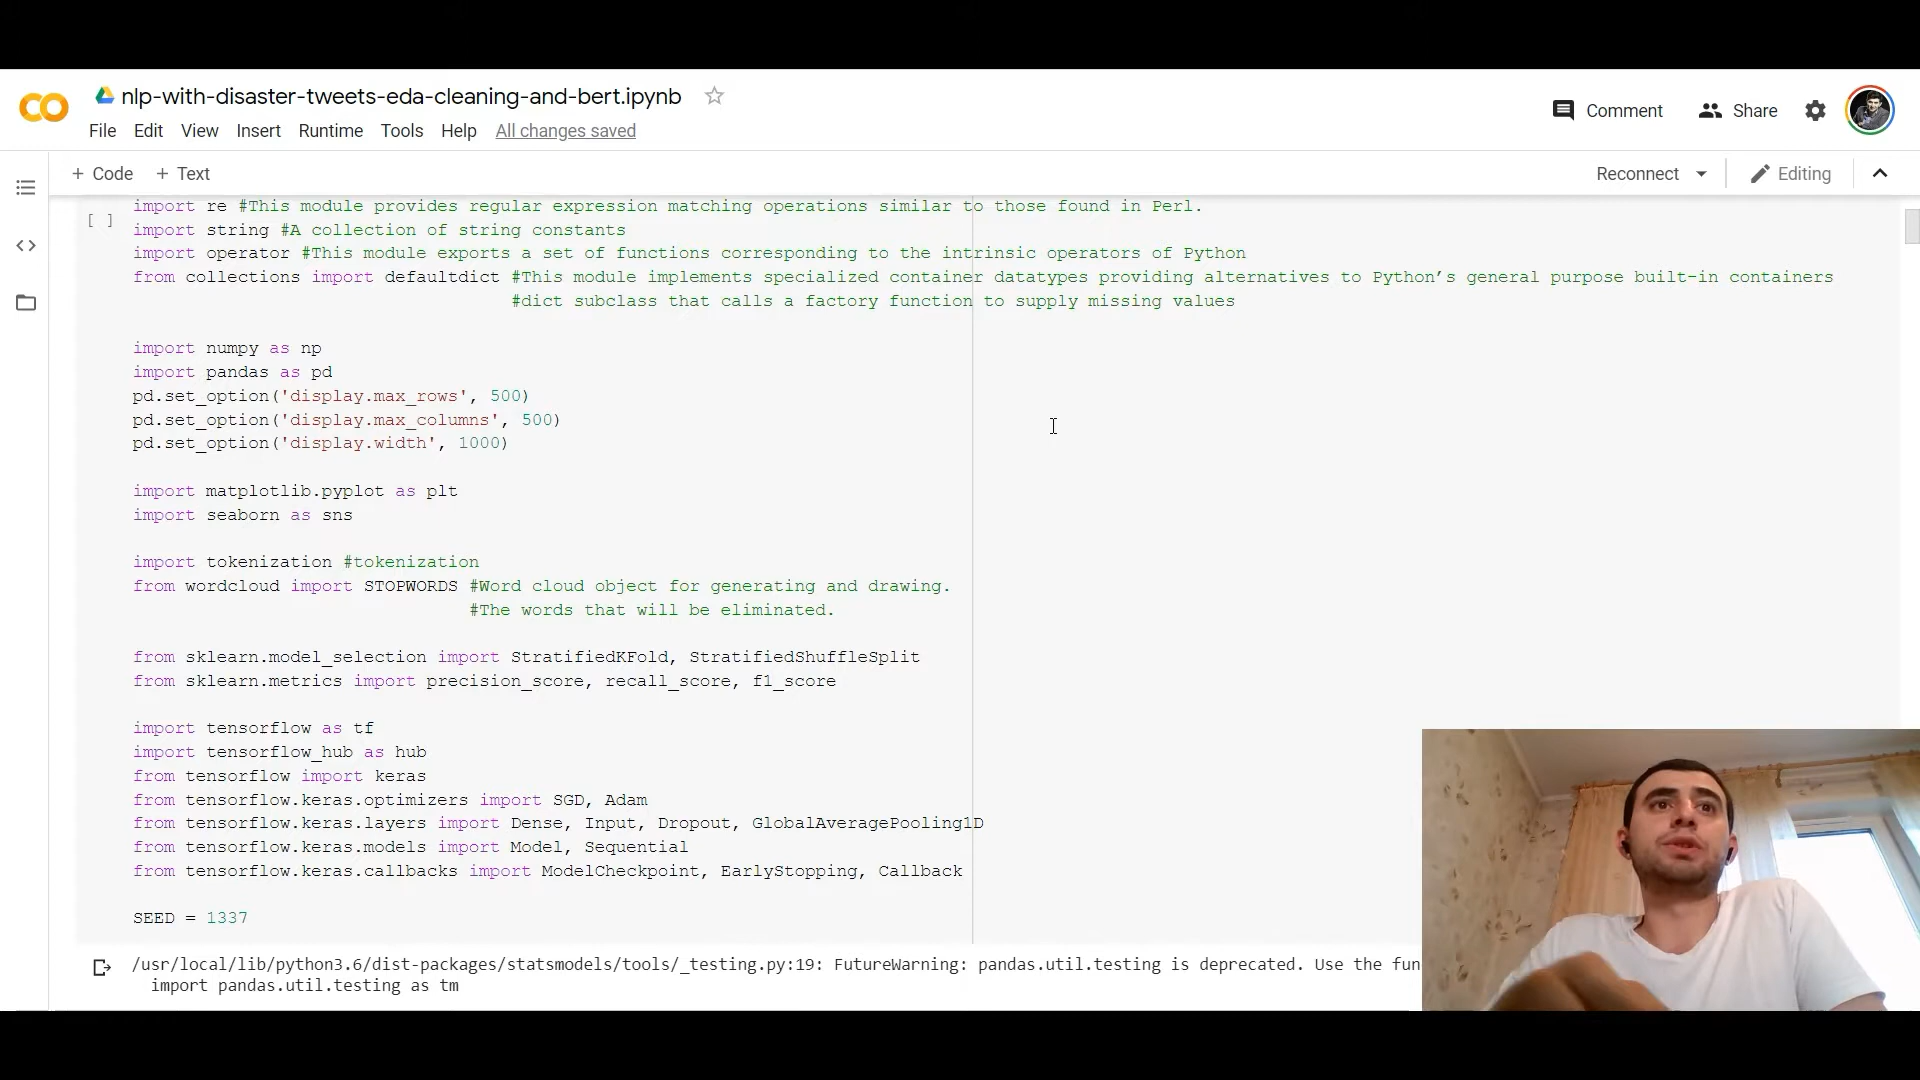 nlp-with-disaster-tweets-eda-cleaning-and-bert.ipynb
File Edit View Insert Runtime Tools Help All changes saved
Comment Share
+ Code + Text
Reconnect Editing
[ ]
import re #This module provides regular expression matching operations similar to those found in Perl.
import string #A collection of string constants
import operator #This module exports a set of functions corresponding to the intrinsic operators of Python
from collections import defaultdict #This module implements specialized container datatypes providing alternatives to Python’s general purpose built-in containers
#dict subclass that calls a factory function to supply missing values
import numpy as np
import pandas as pd
pd.set_option('display.max_rows', 500)
pd.set_option('display.max_columns', 500)
pd.set_option('display.width', 1000)
import matplotlib.pyplot as plt
import seaborn as sns
import tokenization #tokenization
from wordcloud import STOPWORDS #Word cloud object for generating and drawing.
#The words that will be eliminated.
from sklearn.model_selection import StratifiedKFold, StratifiedShuffleSplit
from sklearn.metrics import precision_score, recall_score, f1_score
import tensorflow as tf
import tensorflow_hub as hub
from tensorflow import keras
from tensorflow.keras.optimizers import SGD, Adam
from tensorflow.keras.layers import Dense, Input, Dropout, GlobalAveragePooling1D
from tensorflow.keras.models import Model, Sequential
from tensorflow.keras.callbacks import ModelCheckpoint, EarlyStopping, Callback
SEED = 1337
/usr/local/lib/python3.6/dist-packages/statsmodels/tools/_testing.py:19: FutureWarning: pandas.util.testing is deprecated. Use the fun
import pandas.util.testing as tm